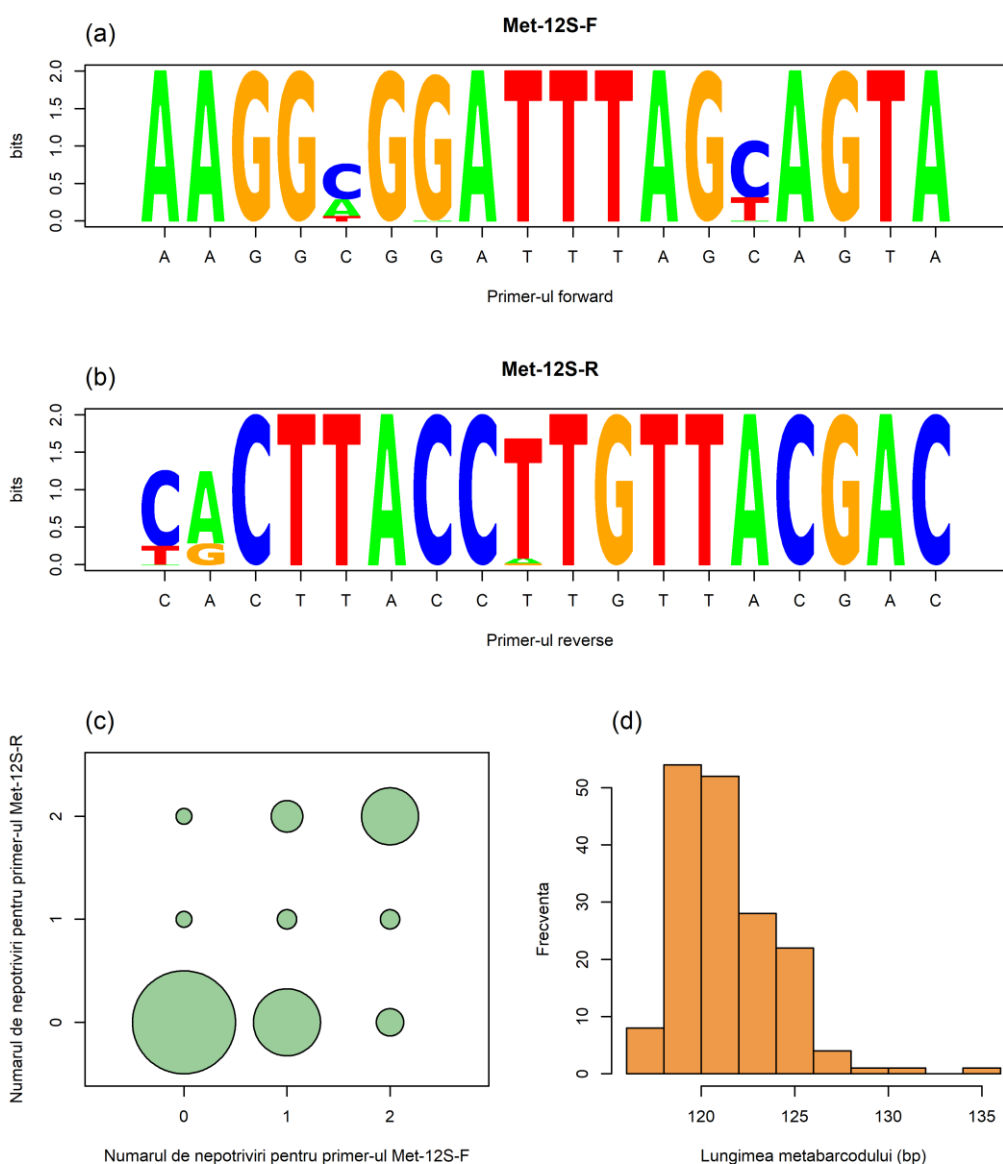 (a)
Met-12S-F
bits
0.0 0.5 1.0 1.5 2.0
AAGGCATGGATTTAGCTAGTA
A A G G C G G A T T T A G C A G T A
Primer-ul forward
(b)
Met-12S-R
bits
0.0 0.5 1.0 1.5 2.0
CTAGCTTACCTATGTTACGAC
C A C T T A C C T T G T T A C G A C
Primer-ul reverse
(c)
Numarul de nepotriviri pentru primer-ul Met-12S-R
2
1
0
0 1 2
Numarul de nepotriviri pentru primer-ul Met-12S-F
(d)
Frecventa
0 10 20 30 40 50
120 125 130 135
Lungimea metabarcodului (bp)